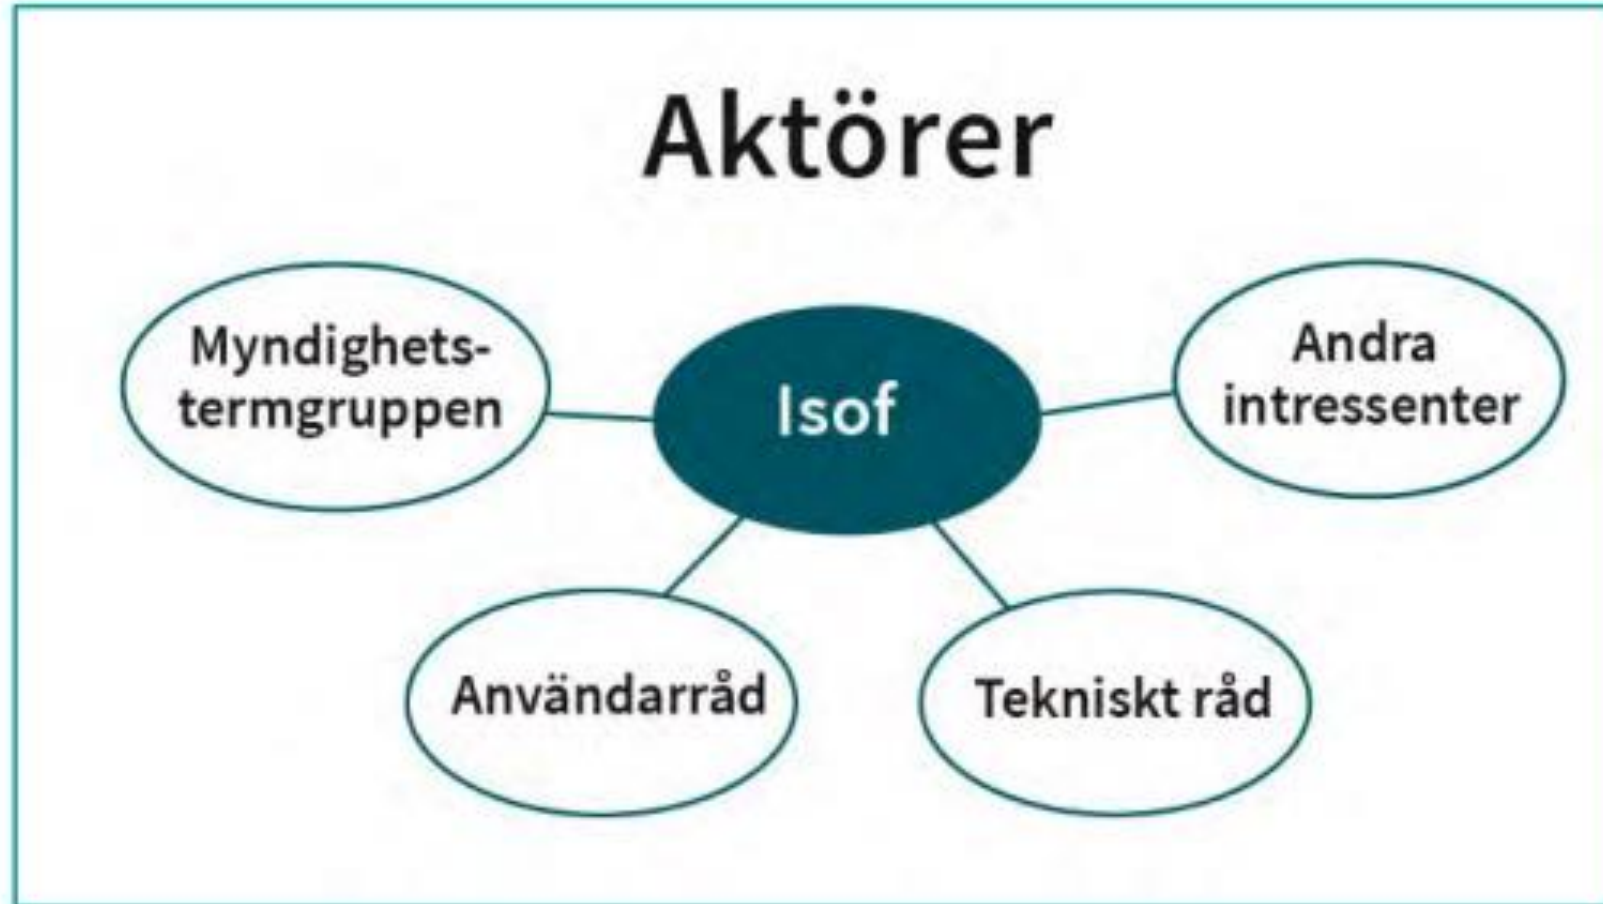 Aktörer
Myndighets-
termgruppen
Isof
Andra
intressenter
Användarråd
Tekniskt råd